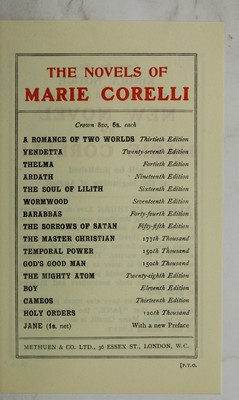 THE NOVELS OF
MARIE CORELLI
Crown 8vo, 6s. each
A ROMANCE OF TWO WORLDS Thirtieth Edition
VENDETTA Twenty-seventh Edition
THELMA Fortieth Edition
ARDATH Nineteenth Edition
THE SOUL OF LILITH Sixteenth Edition
WORMWOOD Seventeenth Edition
BARABBAS Forty-fourth Edition
THE SORROWS OF SATAN Fifty-fifth Edition
THE MASTER CHRISTIAN 177th Thousand
TEMPORAL POWER 150th Thousand
GOD'S GOOD MAN 150th Thousand
THE MIGHTY ATOM Twenty-eighth Edition
BOY Eleventh Edition
CAMEOS Thirteenth Edition
HOLY ORDERS 120th Thousand
JANE (1s. net) With a new Preface
METHUEN & CO. LTD., 36 ESSEX ST., LONDON, W.C.
[P.T.O.